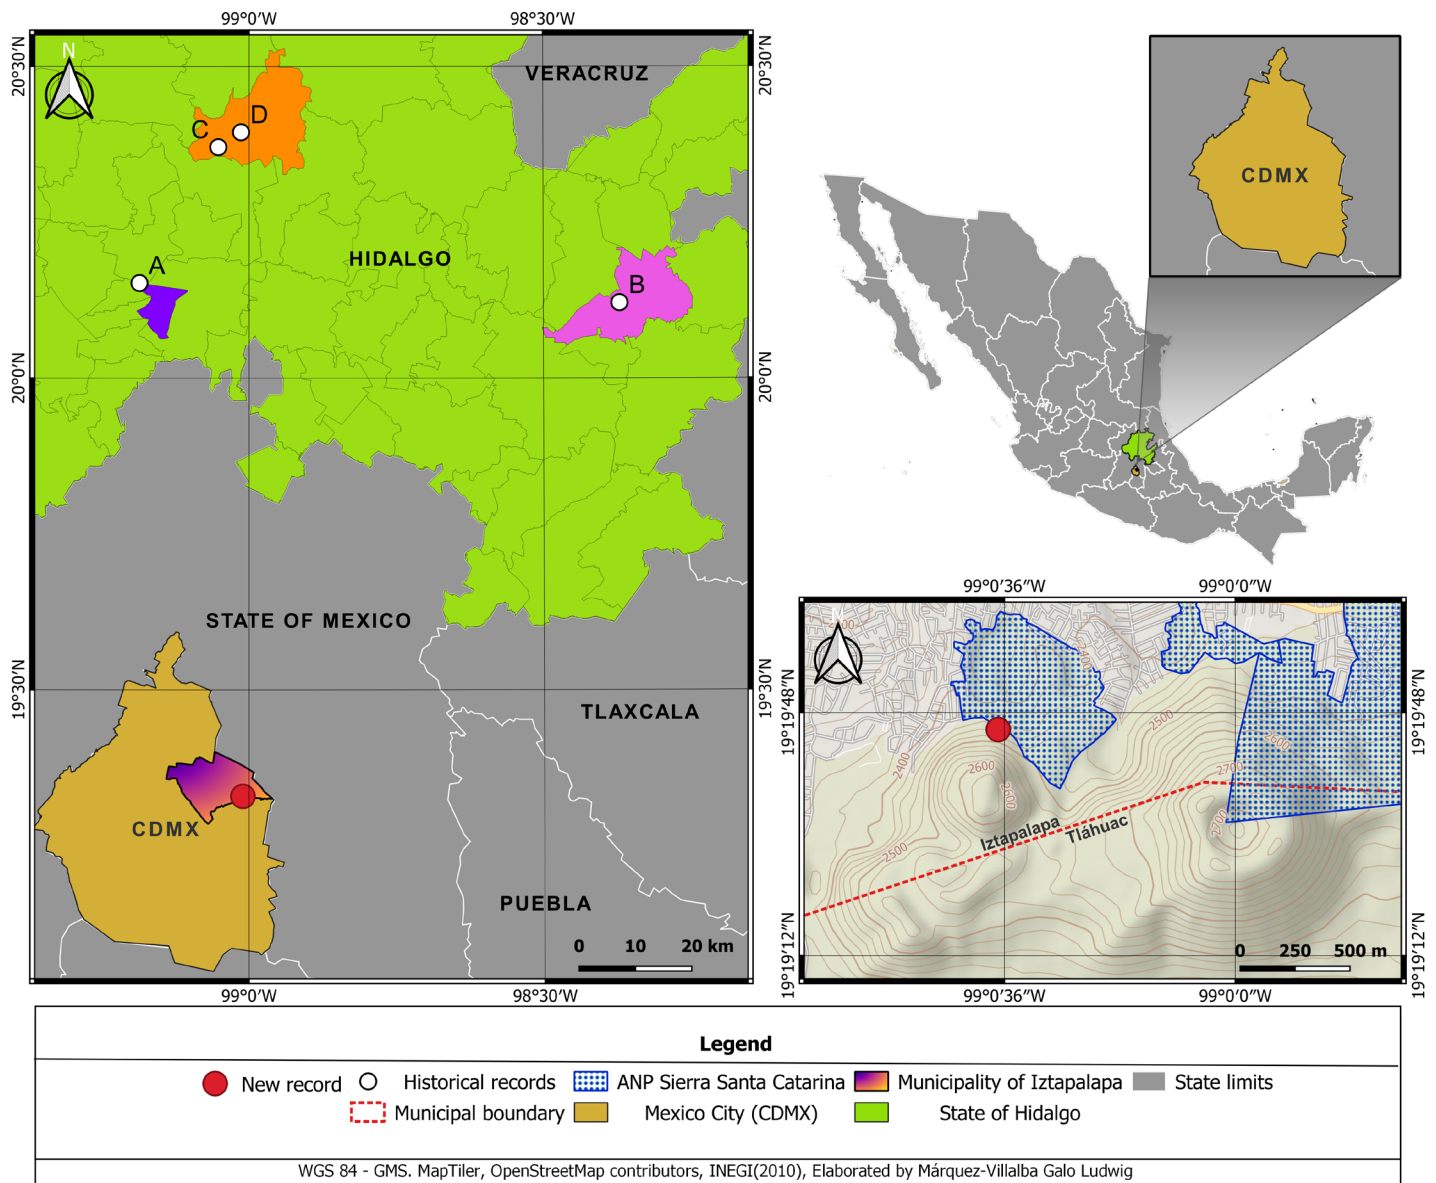 99°0′W
98°30′W
20°30′N
20°30′N
N
VERACRUZ
C
D
HIDALGO
A
B
20°0′N
20°0′N
STATE OF MEXICO
19°30′N
19°30′N
TLAXCALA
CDMX
PUEBLA
0 10 20 km
99°0′W
98°30′W
CDMX
99°0′36″W
99°0′0″W
19°19′48″N
19°19′48″N
N
2400
2500
2600
2600
2400
2500
2600
2700
2700
2500
Iztapalapa
Tláhuac
0 250 500 m
19°19′12″N
19°19′12″N
99°0′36″W
99°0′0″W
Legend
New record
Historical records
ANP Sierra Santa Catarina
Municipality of Iztapalapa
State limits
Municipal boundary
Mexico City (CDMX)
State of Hidalgo
WGS 84 - GMS. MapTiler, OpenStreetMap contributors, INEGI(2010), Elaborated by Márquez-Villalba Galo Ludwig